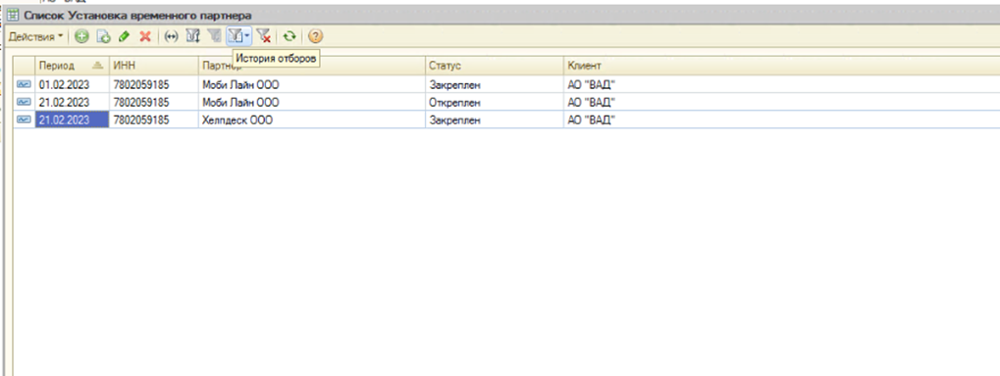 Список Установка временного партнера
Действия
История отборов
Период ИНН Партнер Статус Клиент
01.02.2023 7802059185 Моби Лайн ООО Закреплен АО "ВАД"
21.02.2023 7802059185 Моби Лайн ООО Откреплен АО "ВАД"
21.02.2023 7802059185 Хелпдеск ООО Закреплен АО "ВАД"